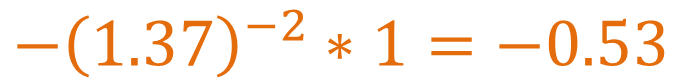 −(1.37)⁻² * 1 = −0.53